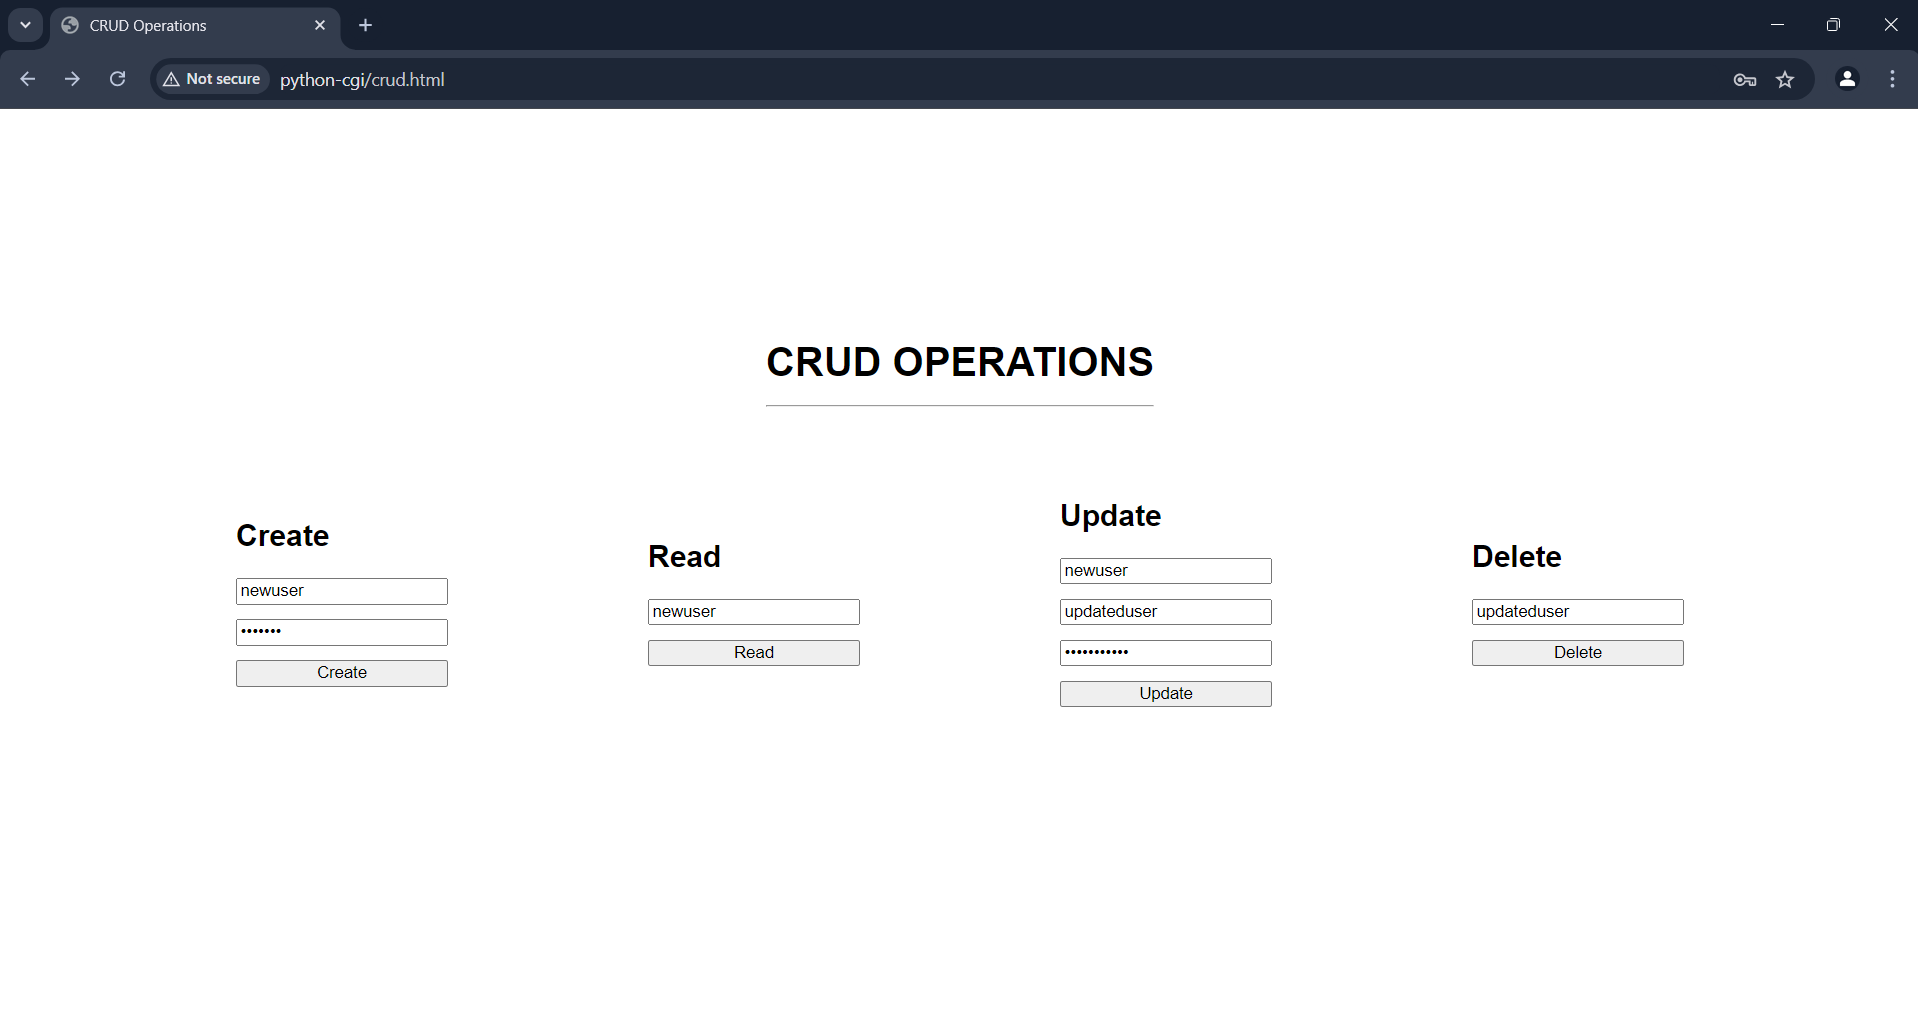 CRUD Operations
Not secure python-cgi/crud.html
CRUD OPERATIONS
Create
newuser
•••••••
Create
Read
newuser
Read
Update
newuser
updateduser
•••••••••••
Update
Delete
updateduser
Delete